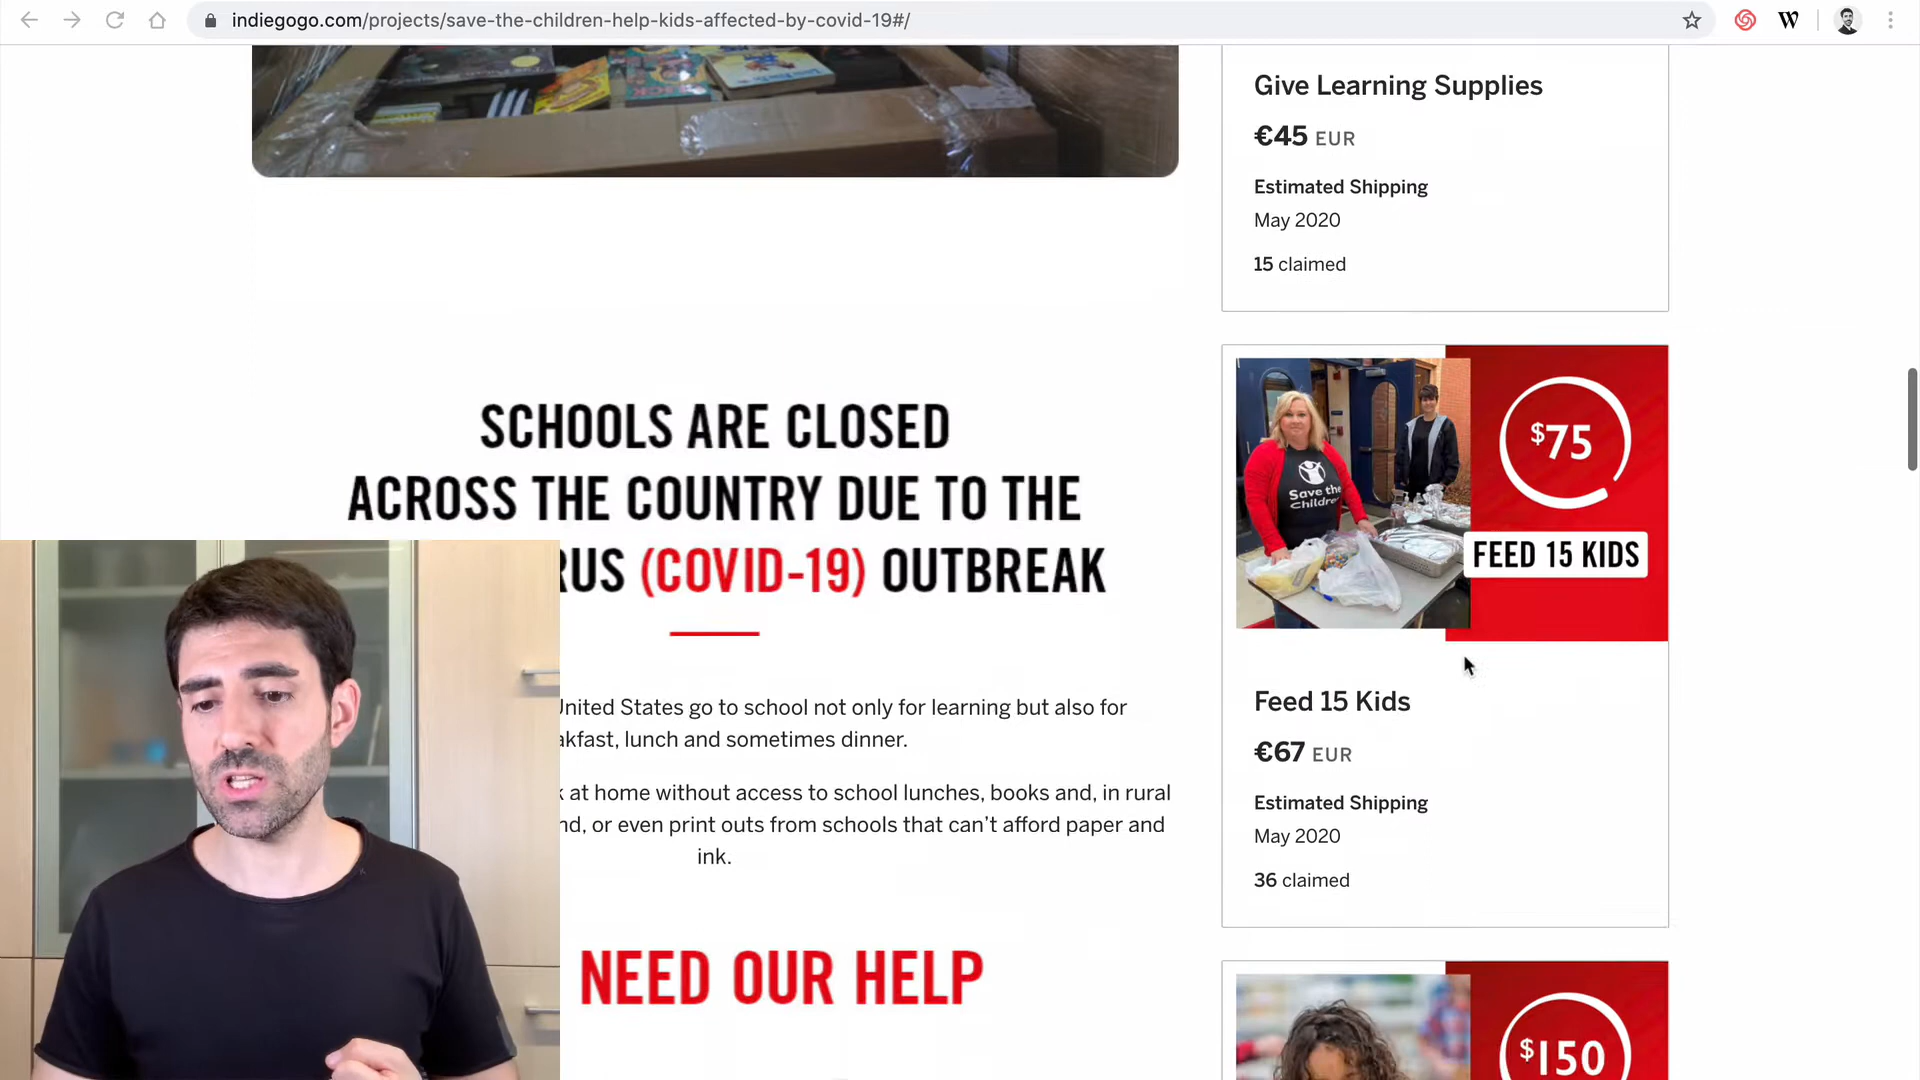 indiegogo.com/projects/save-the-children-help-kids-affected-by-covid-19#/
W
Give Learning Supplies
€45 EUR
Estimated Shipping
May 2020
15 claimed
SCHOOLS ARE CLOSED
ACROSS THE COUNTRY DUE TO THE
RUS (COVID-19) OUTBREAK
United States go to school not only for learning but also for
akfast, lunch and sometimes dinner.
k at home without access to school lunches, books and, in rural
nd, or even print outs from schools that can't afford paper and
ink.
NEED OUR HELP
Save the
Children
$75
FEED 15 KIDS
Feed 15 Kids
€67 EUR
Estimated Shipping
May 2020
36 claimed
$150